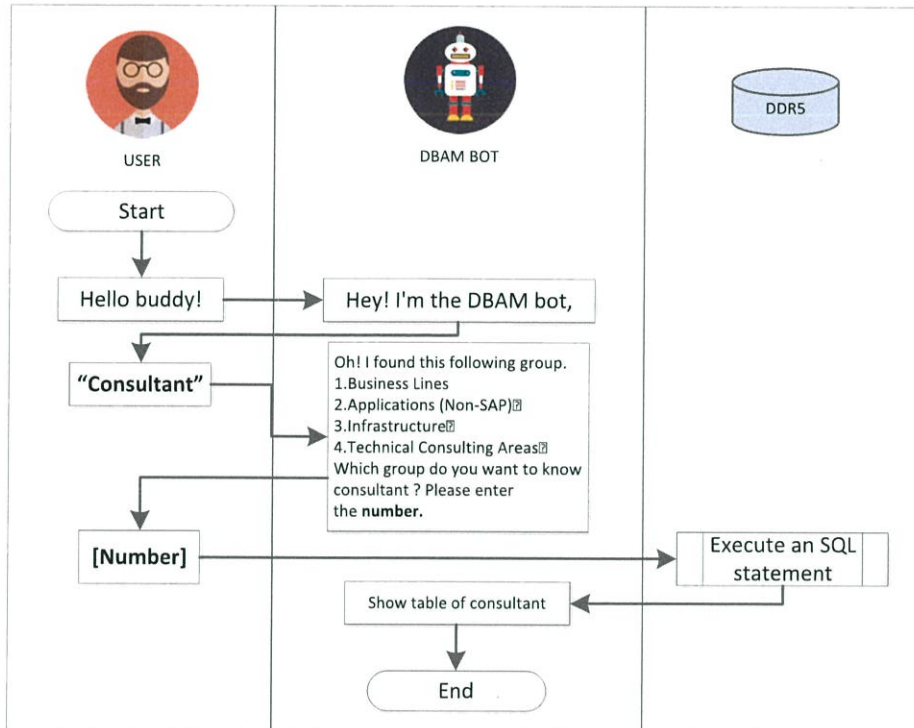 USER
DBAM BOT
DDR5
Start
Hello buddy!
Hey! I'm the DBAM bot,
“Consultant”
Oh! I found this following group.
1.Business Lines
2.Applications (Non-SAP)⍰
3.Infrastructure⍰
4.Technical Consulting Areas⍰
Which group do you want to know
consultant ? Please enter
the number.
[Number]
Execute an SQL
statement
Show table of consultant
End